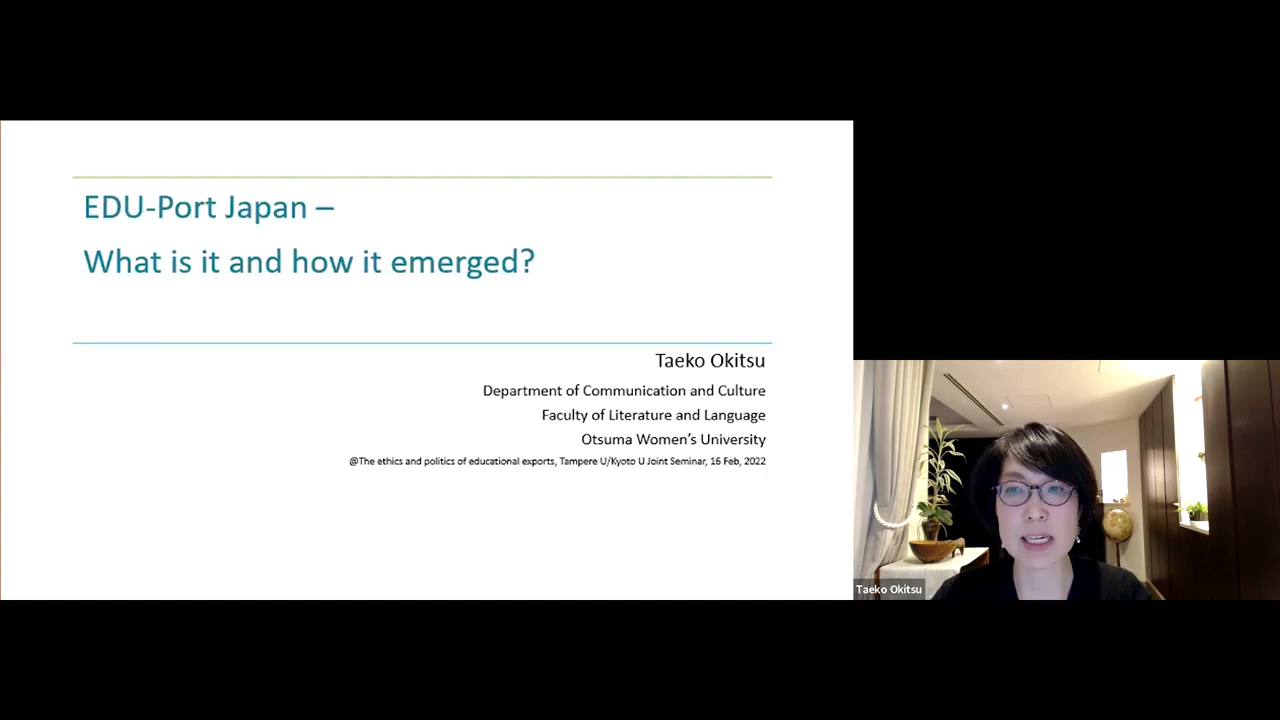 EDU-Port Japan –
What is it and how it emerged?
Taeko Okitsu
Department of Communication and Culture
Faculty of Literature and Language
Otsuma Women’s University
@The ethics and politics of educational exports, Tampere U/Kyoto U Joint Seminar, 16 Feb, 2022
Taeko Okitsu